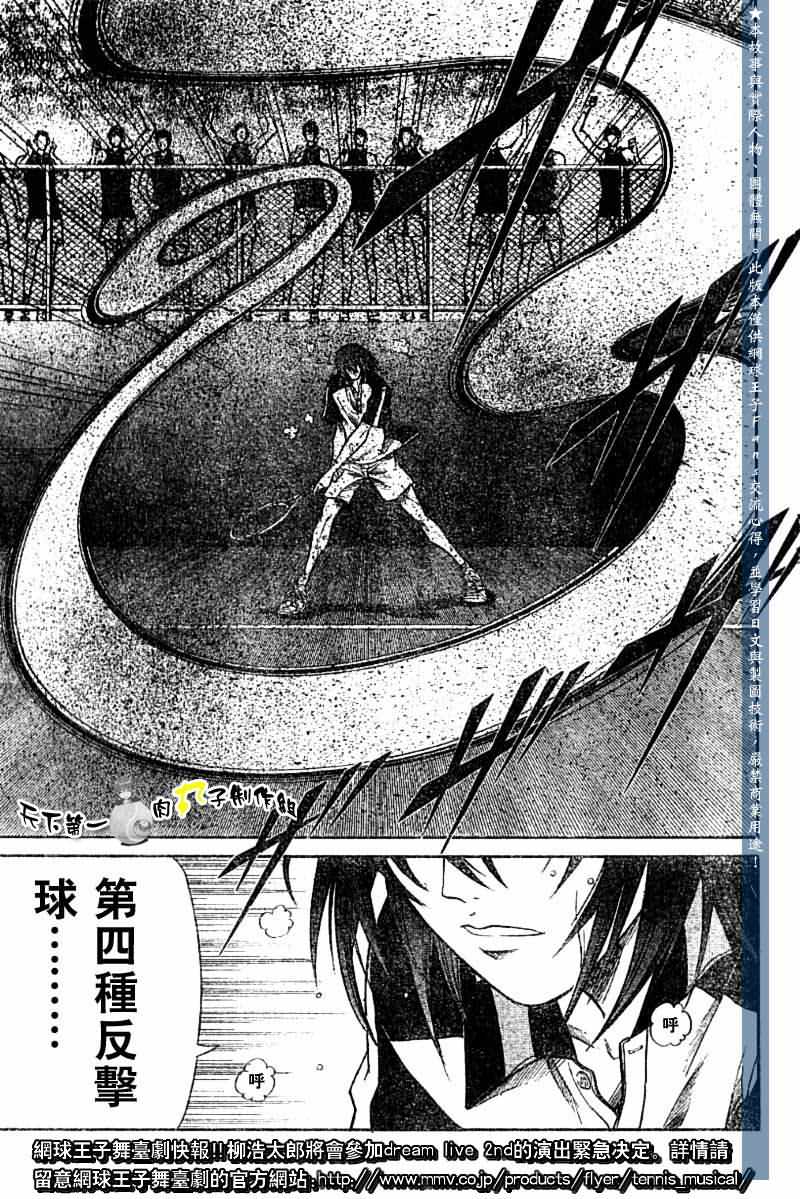 ★本故事與實際人物、團體無關。此版本僅供網球王子Fans交流心得，並學習日文與製圖技術，嚴禁商業用途！
天下第一
肉丸子制作組
第四種反擊
球………
呼
呼
網球王子舞臺劇快報!!柳浩太郎將會參加dream live 2nd的演出緊急決定。詳情請
留意網球王子舞臺劇的官方網站:http://www.mmv.co.jp/products/flyer/tennis_musical/